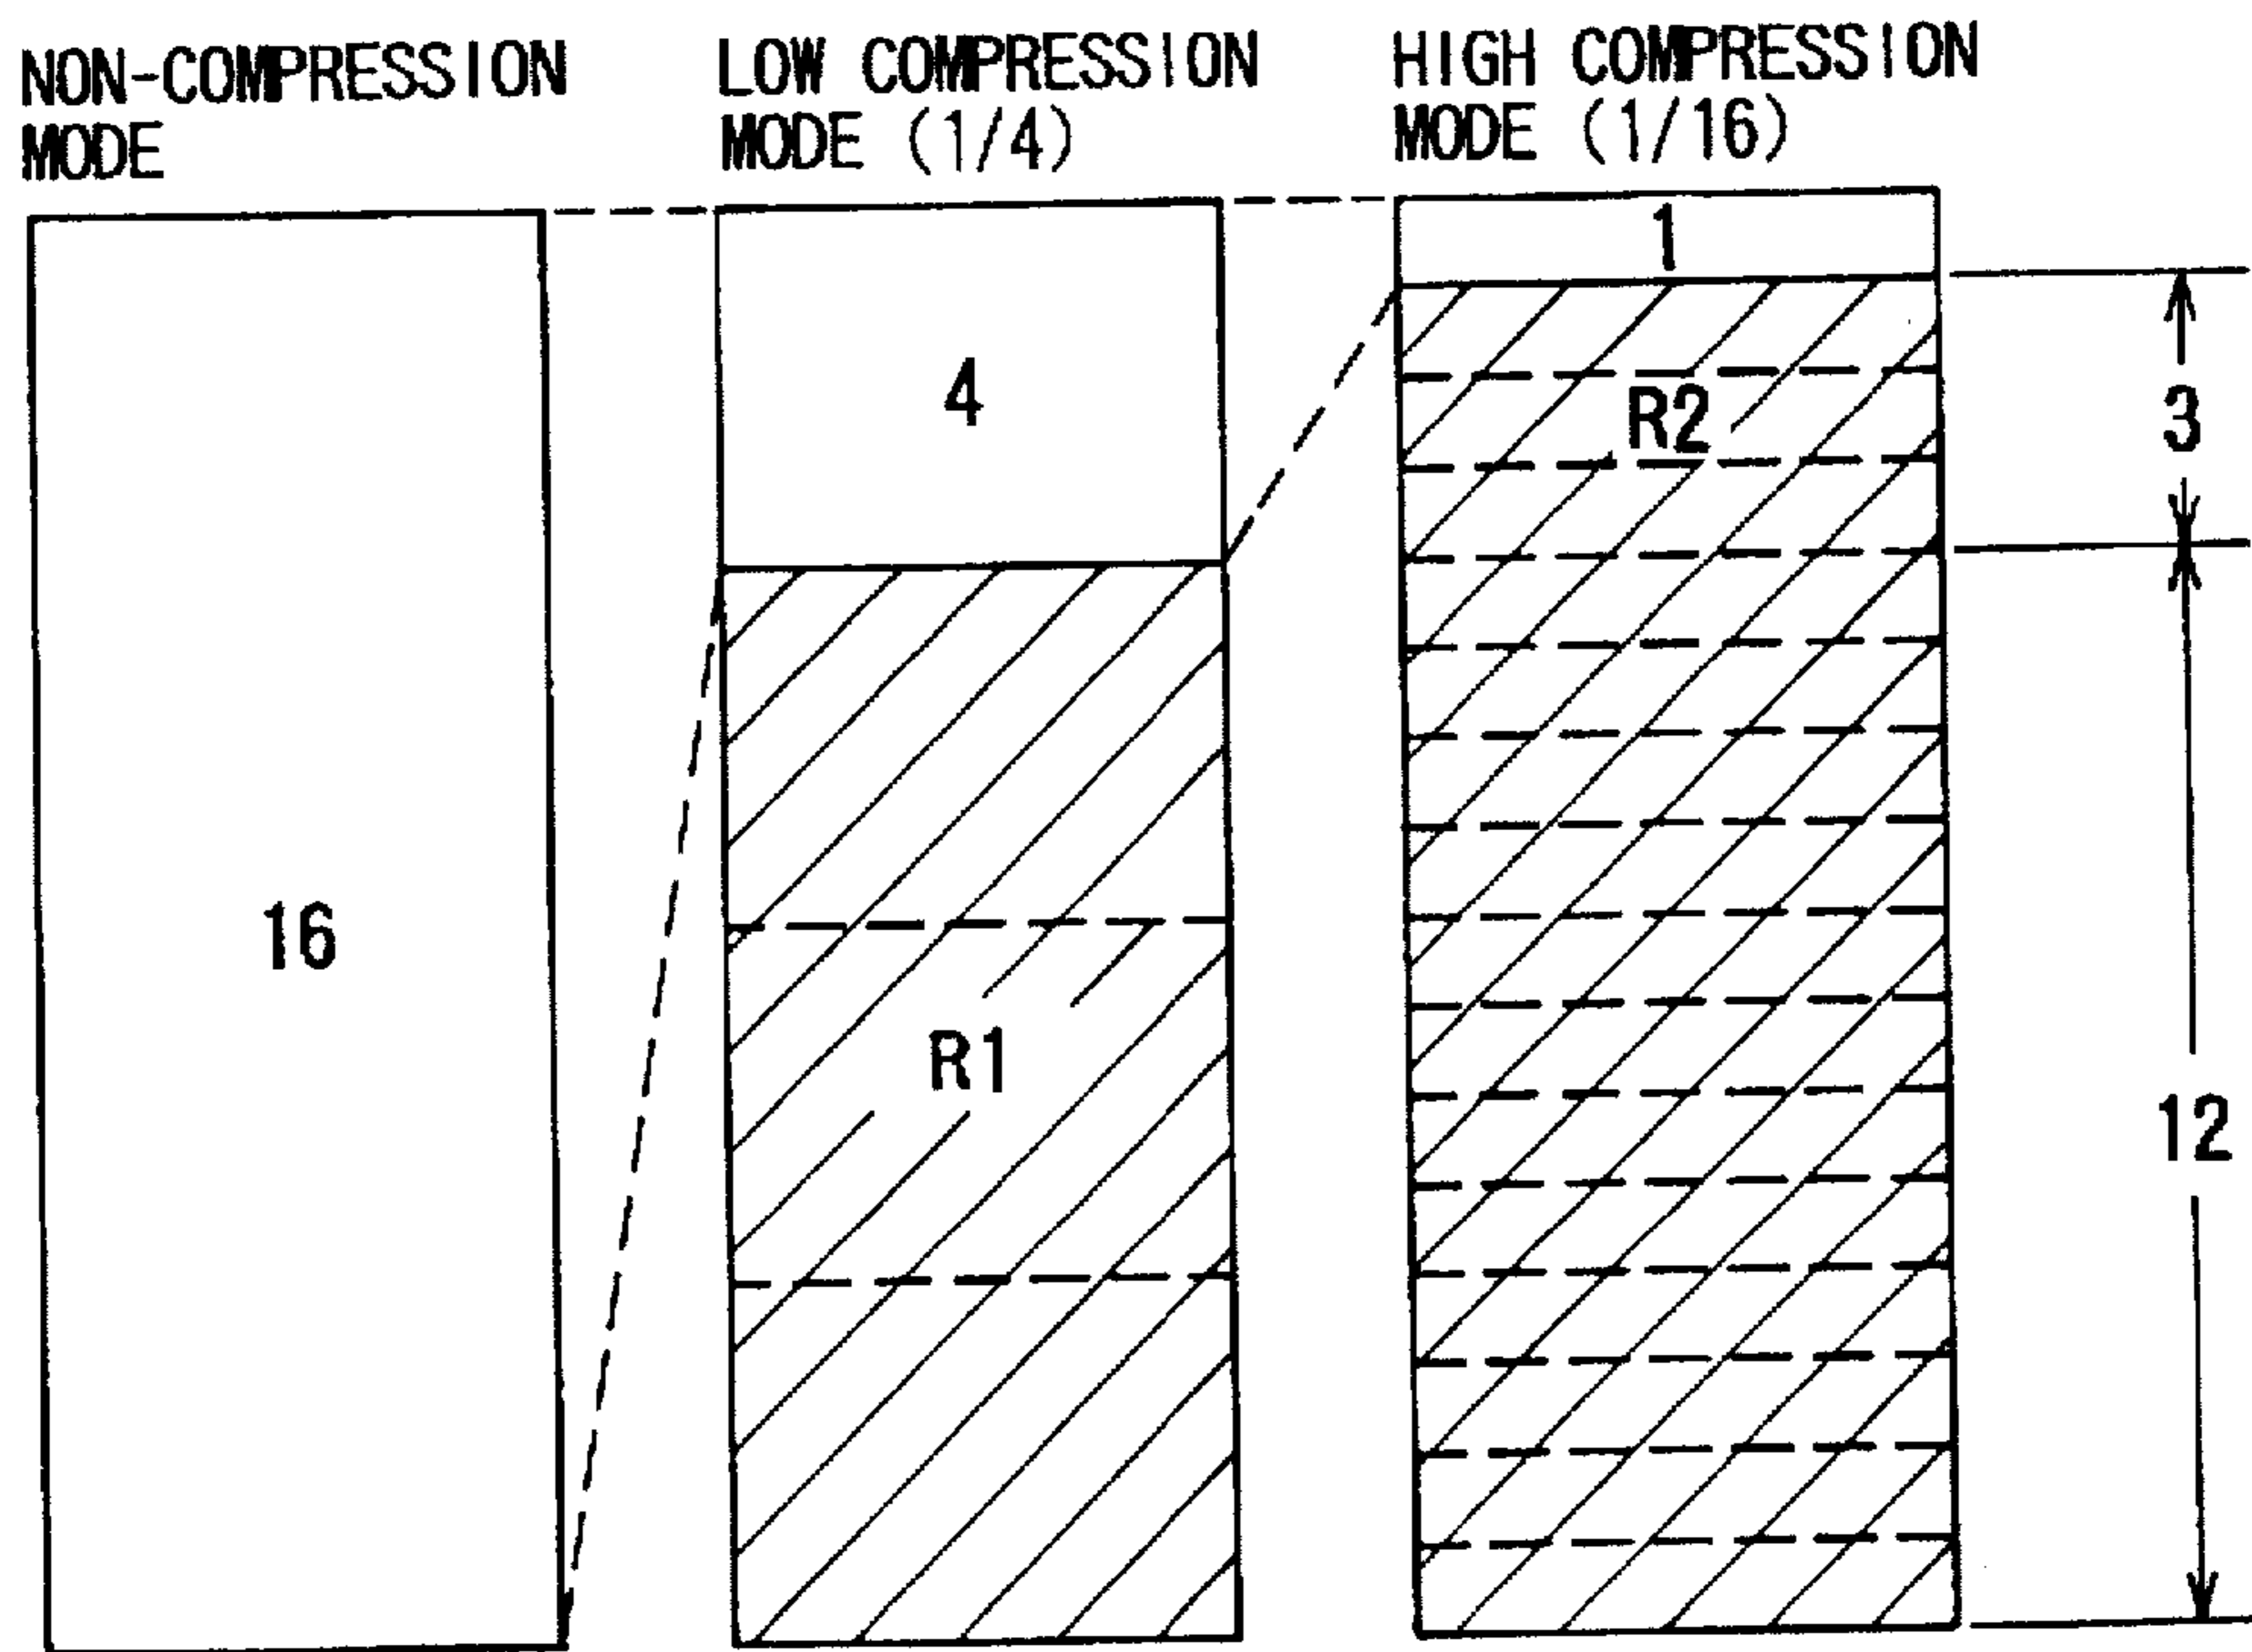 NON-COMPRESSION
MODE
LOW COMPRESSION
MODE (1/4)
HIGH COMPRESSION
MODE (1/16)
16
4
R1
1
R2
3
12